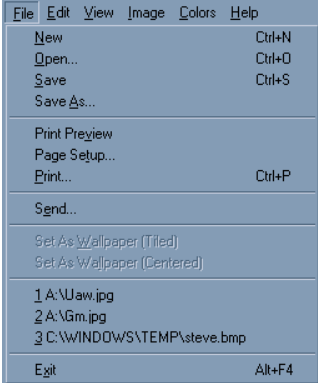 File Edit View Image Colors Help
New Ctrl+N
Open... Ctrl+O
Save Ctrl+S
Save As...
Print Preview
Page Setup...
Print... Ctrl+P
Send...
Set As Wallpaper (Tiled)
Set As Wallpaper (Centered)
1 A:\Uaw.jpg
2 A:\Gm.jpg
3 C:\WINDOWS\TEMP\steve.bmp
Exit Alt+F4